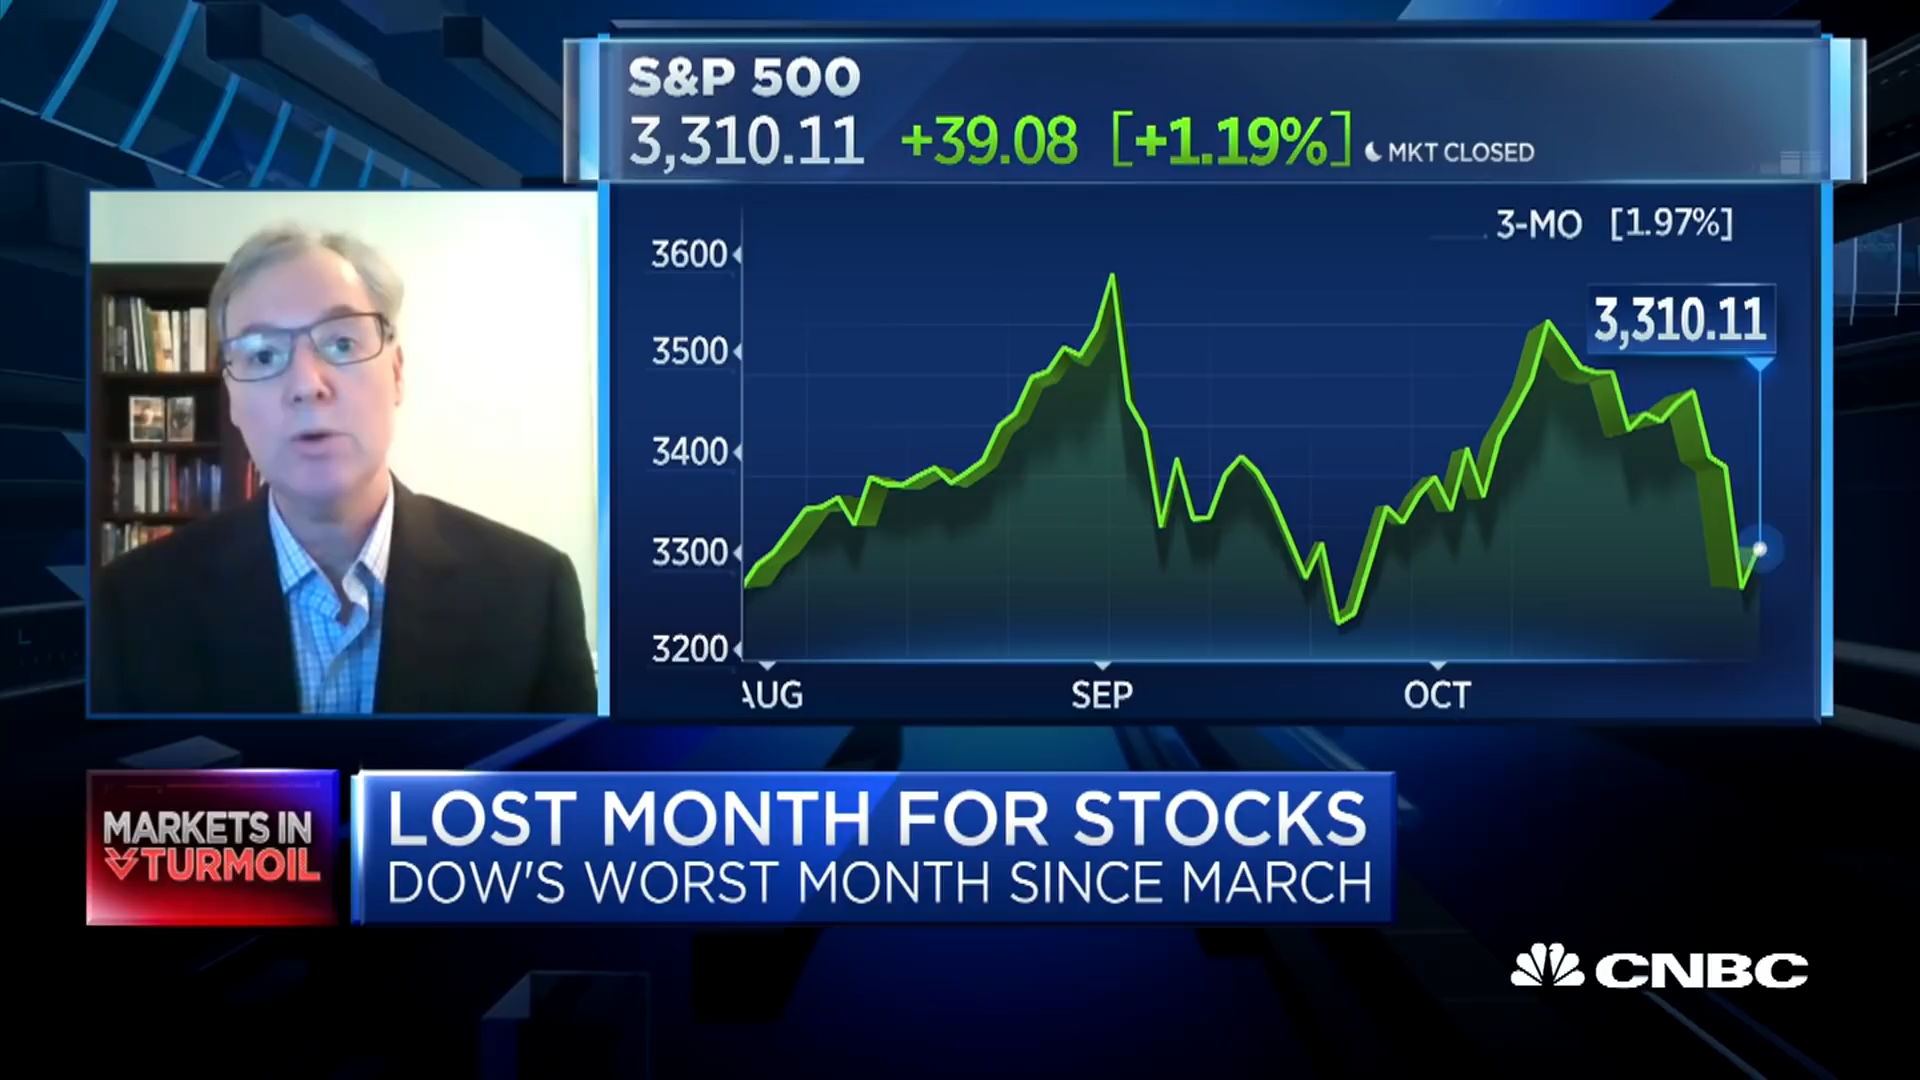 S&P 500
3,310.11 +39.08 [+1.19%] MKT CLOSED
3-MO [1.97%]
3,310.11
3600
3500
3400
3300
3200
AUG SEP OCT
MARKETS IN
TURMOIL
LOST MONTH FOR STOCKS
DOW'S WORST MONTH SINCE MARCH
CNBC